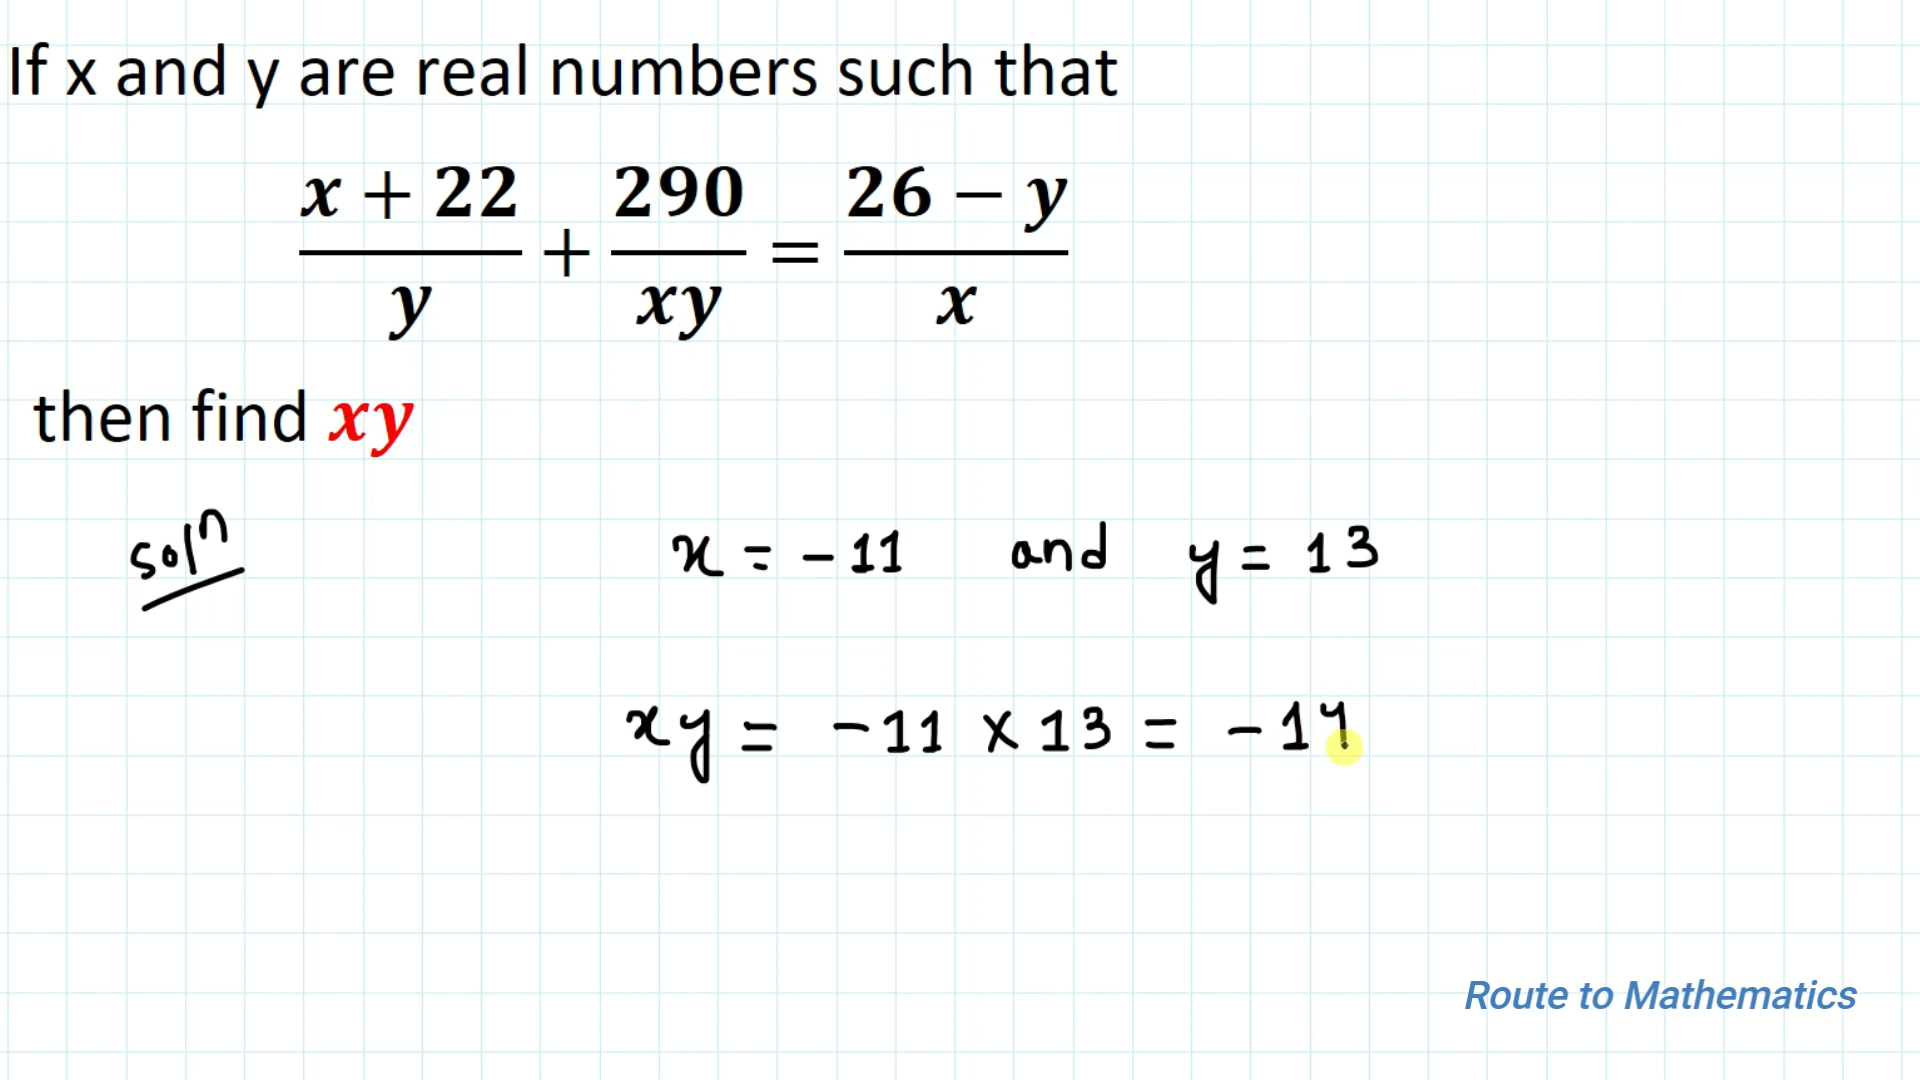 If x and y are real numbers such that
x + 22 / y + 290 / xy = 26 − y / x
then find xy
soln
x = -11 and y = 13
xy = -11 × 13 = -14
Route to Mathematics